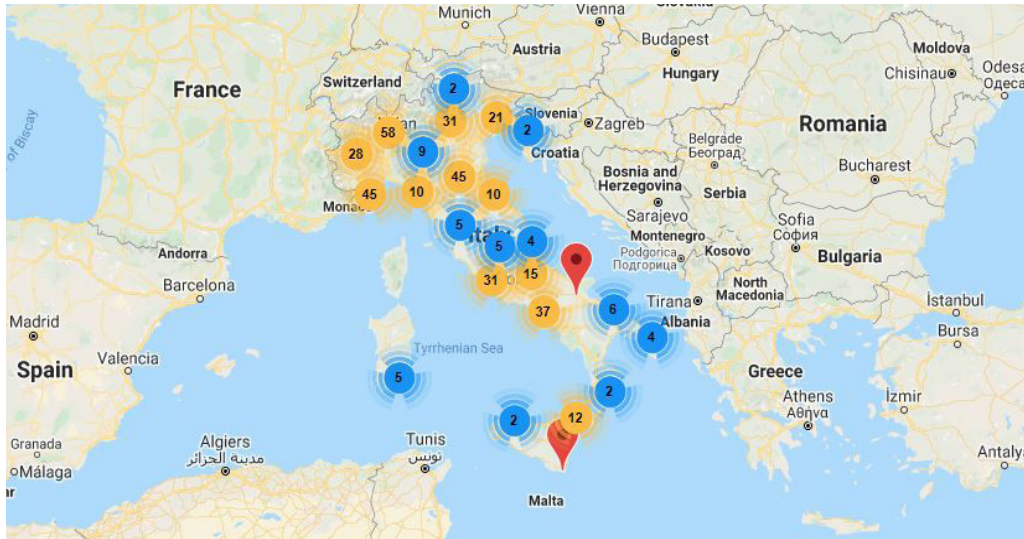 Munich
Vienna
Budapest
Austria
Moldova
Chisinau
Odesa
Одеса
Hungary
Switzerland
France
2
Slovenia
Zagreb
Romania
31
21
2
58
28
9
Croatia
of Biscay
Belgrade
Београд
Bucharest
Bosnia and
Herzegovina
Serbia
45
45
10
10
Sarajevo
5
Italy
5
4
Montenegro
Sofia
София
Kosovo
Podgorica
Подгорица
Bulgaria
Andorra
Barcelona
31
15
North
Macedonia
Tirana
Albania
İstanbul
Bursa
37
6
4
Madrid
Valencia
Spain
Tyrrhenian Sea
5
Greece
Athens
Αθήνα
İzmir
2
2
12
Granada
Málaga
Algiers
مدينة الجزائر
Tunis
تونس
Antalya
Malta